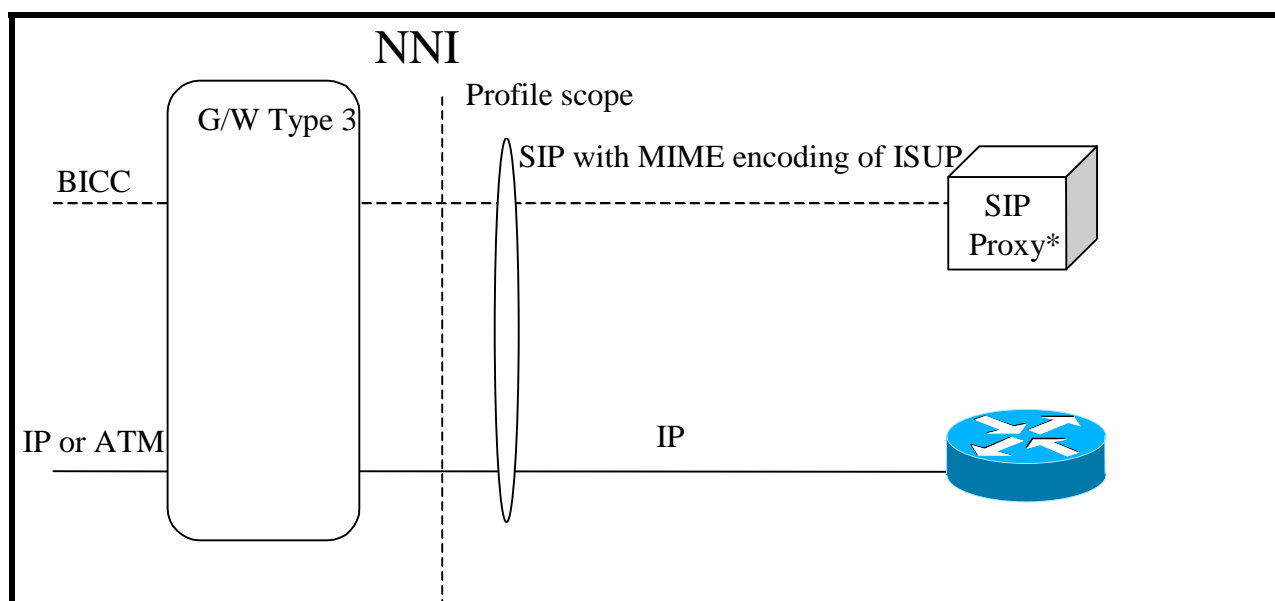 NNI
Profile scope
G/W Type 3
SIP with MIME encoding of ISUP
BICC
SIP
Proxy*
IP or ATM
IP